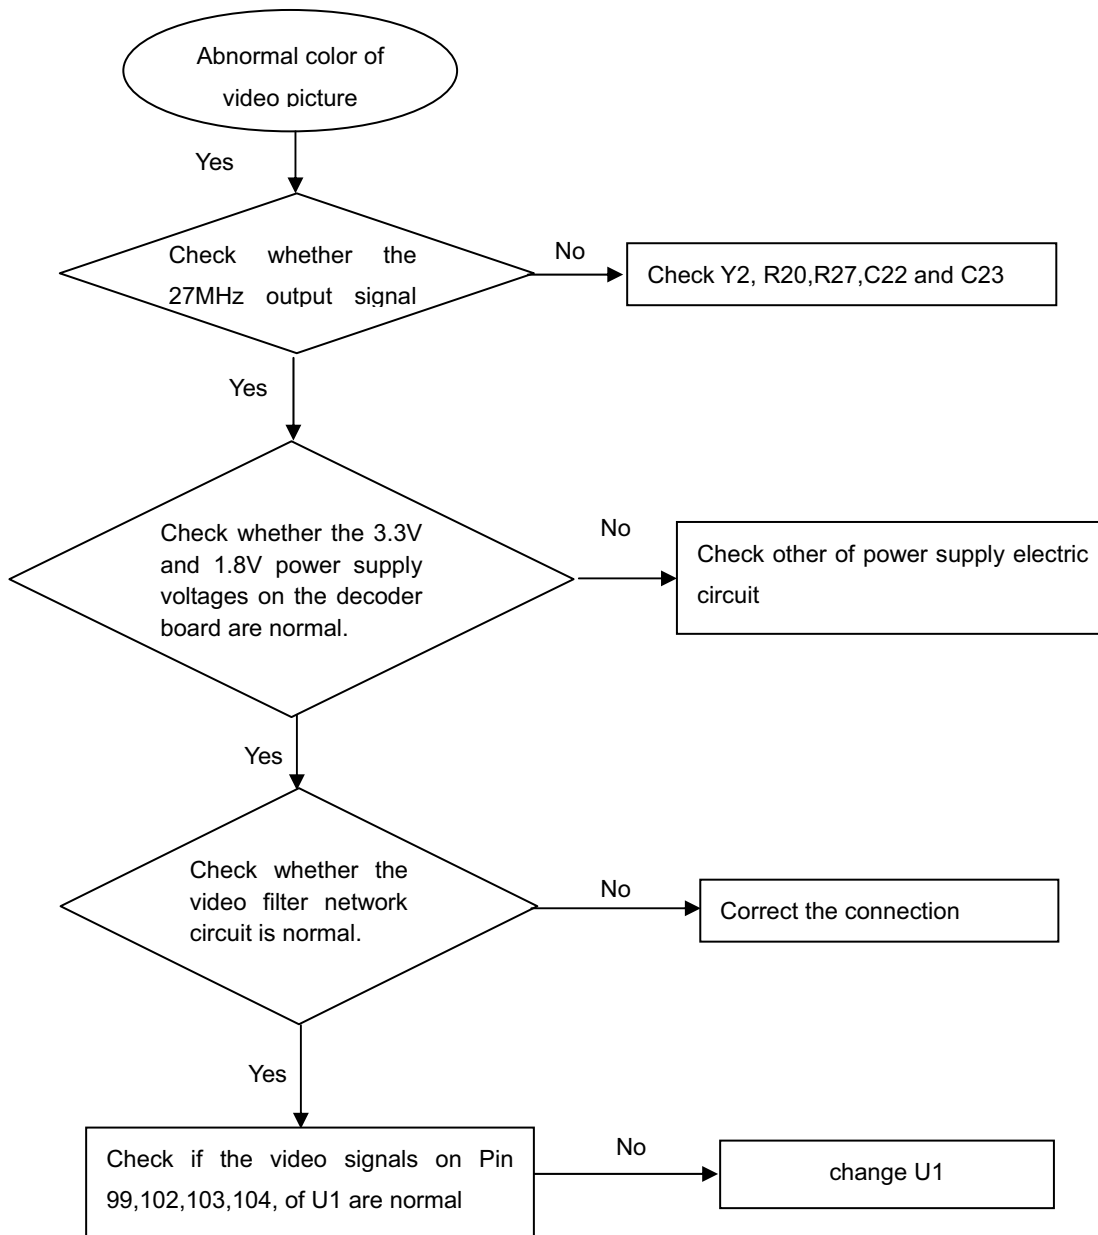 Abnormal color of
video picture
Yes
Check whether the
27MHz output signal
No
Check Y2, R20,R27,C22 and C23
Yes
Check whether the 3.3V
and 1.8V power supply
voltages on the decoder
board are normal.
No
Check other of power supply electric
circuit
Yes
Check whether the
video filter network
circuit is normal.
No
Correct the connection
Yes
Check if the video signals on Pin
99,102,103,104, of U1 are normal
No
change U1